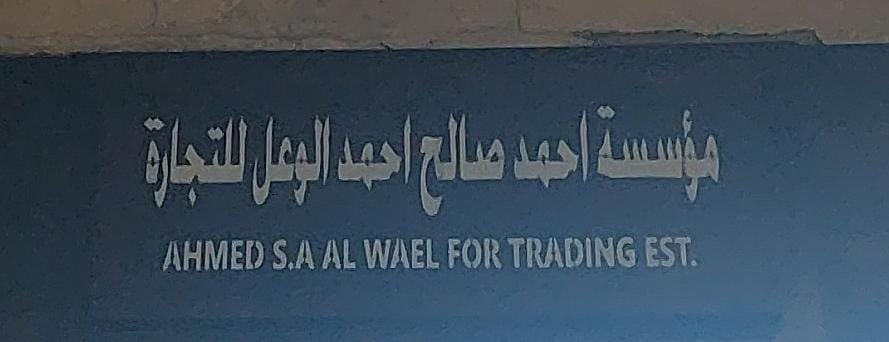 مؤسسة احمد صالح احمد الوعل للتجارة
AHMED S.A AL WAEL FOR TRADING EST.